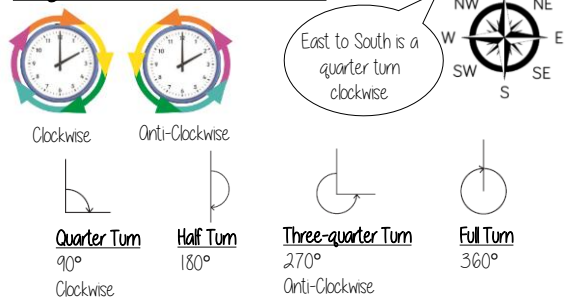 NW NE
East to South is a
quarter turn
clockwise
W E
SW SE
S
Clockwise
Anti-Clockwise
Quarter Turn
90°
Clockwise
Half Turn
180°
Three-quarter Turn
270°
Anti-Clockwise
Full Turn
360°